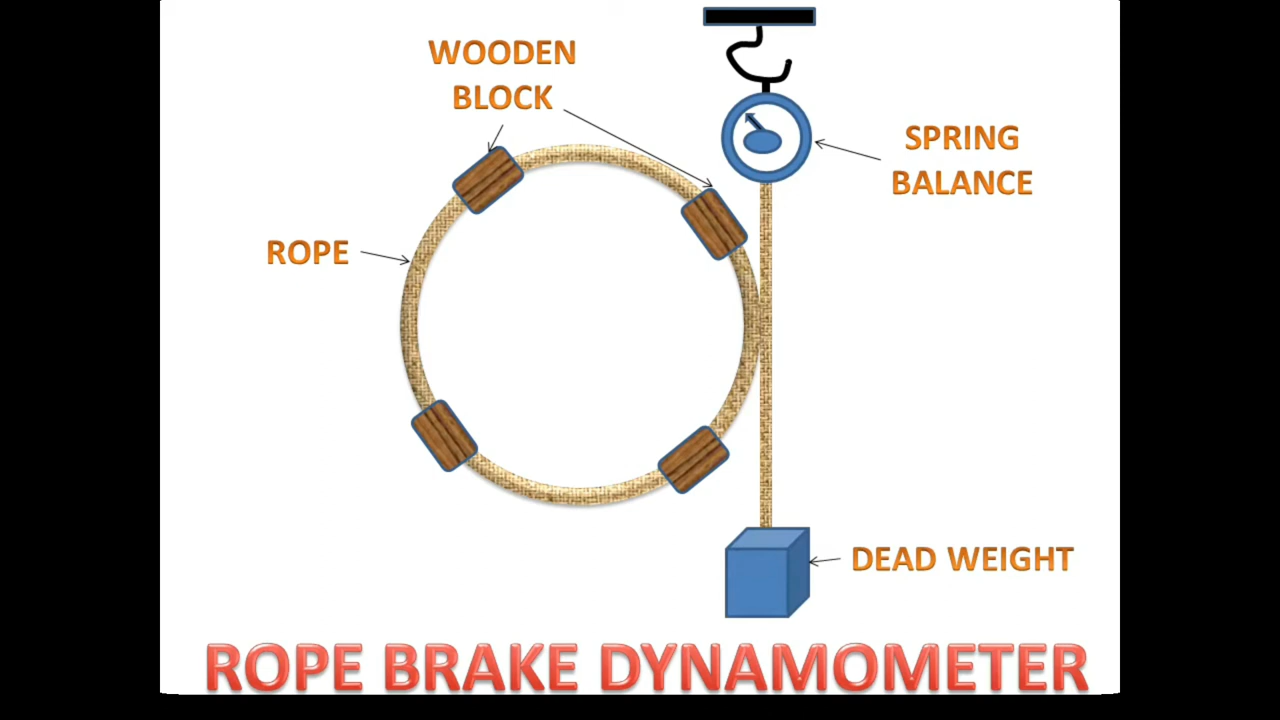 WOODEN
BLOCK
SPRING
BALANCE
ROPE
DEAD WEIGHT
ROPE BRAKE DYNAMOMETER